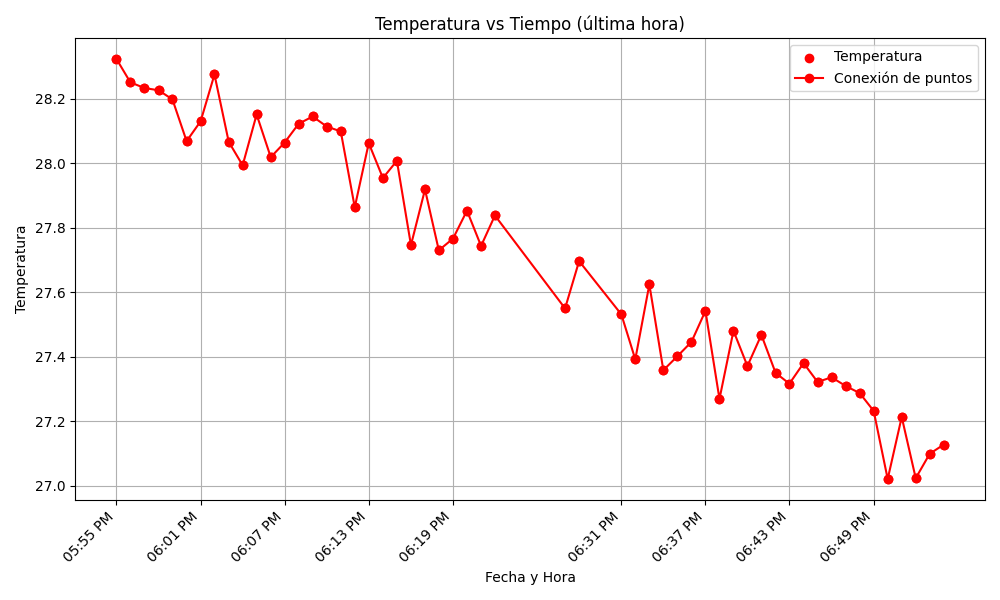 Temperatura vs Tiempo (última hora)
Temperatura
Conexión de puntos
Temperatura
28.2
28.0
27.8
27.6
27.4
27.2
27.0
05:55 PM
06:01 PM
06:07 PM
06:13 PM
06:19 PM
06:31 PM
06:37 PM
06:43 PM
06:49 PM
Fecha y Hora